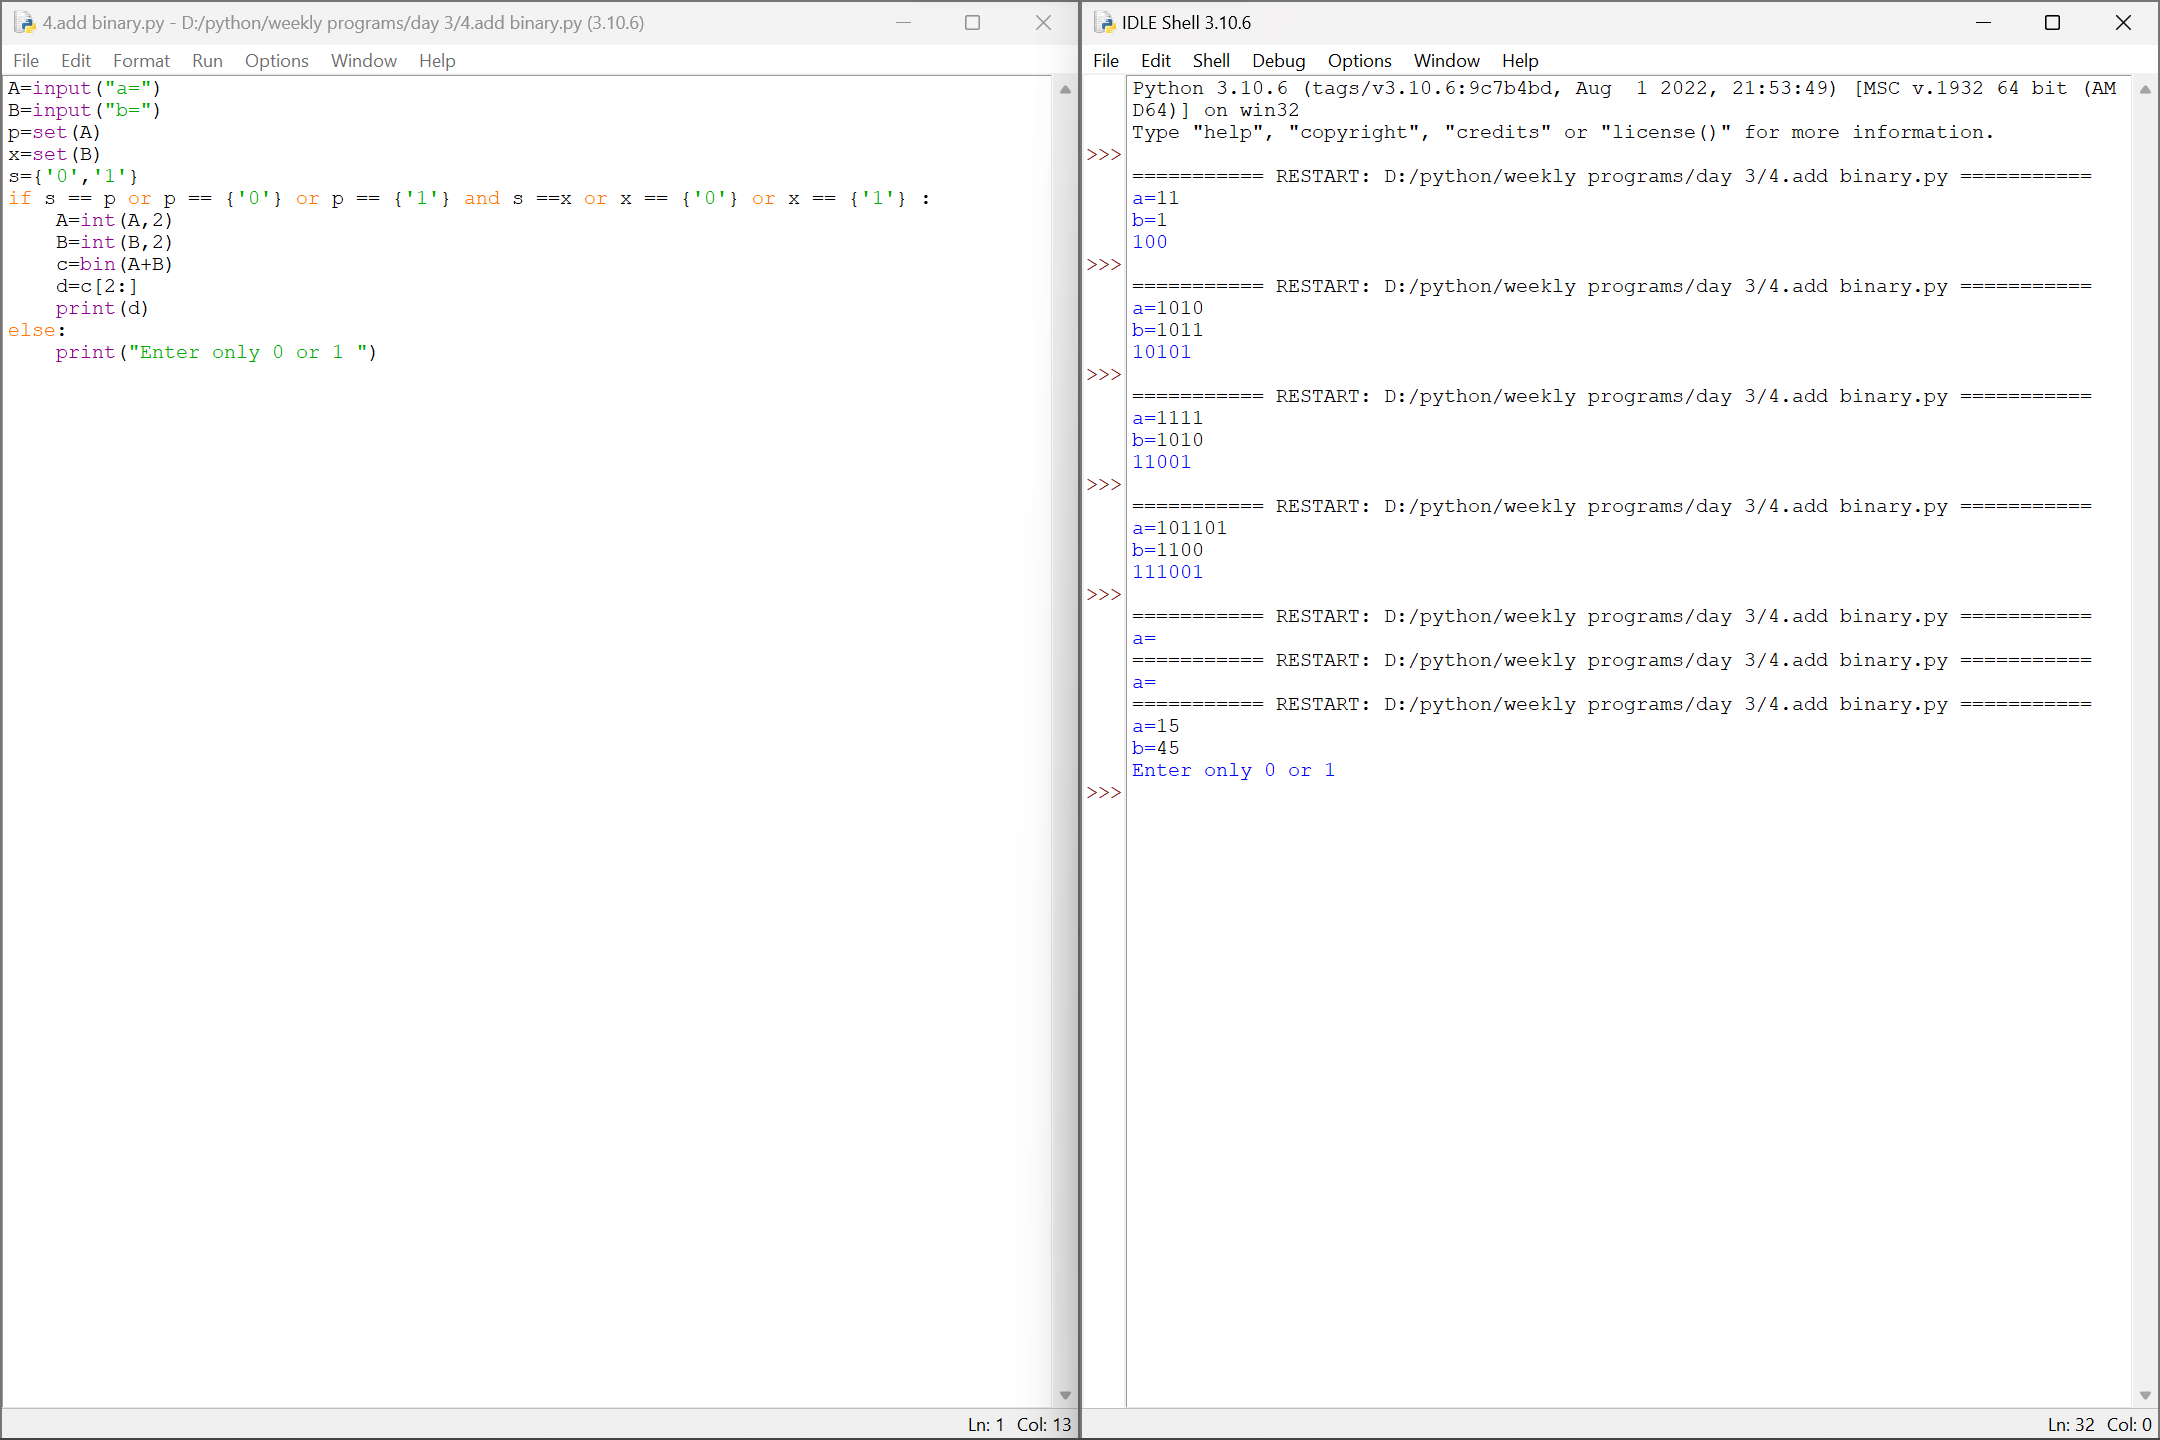 4.add binary.py - D:/python/weekly programs/day 3/4.add binary.py (3.10.6)
File Edit Format Run Options Window Help
A=input("a=")
B=input("b=")
p=set(A)
x=set(B)
s={'0','1'}
if s == p or p == {'0'} or p == {'1'} and s ==x or x == {'0'} or x == {'1'} :
    A=int(A,2)
    B=int(B,2)
    c=bin(A+B)
    d=c[2:]
    print(d)
else:
    print("Enter only 0 or 1 ")
Ln: 1 Col: 13
IDLE Shell 3.10.6
File Edit Shell Debug Options Window Help
Python 3.10.6 (tags/v3.10.6:9c7b4bd, Aug  1 2022, 21:53:49) [MSC v.1932 64 bit (AM
D64)] on win32
Type "help", "copyright", "credits" or "license()" for more information.
>>>
=========== RESTART: D:/python/weekly programs/day 3/4.add binary.py ===========
a=11
b=1
100
>>>
=========== RESTART: D:/python/weekly programs/day 3/4.add binary.py ===========
a=1010
b=1011
10101
>>>
=========== RESTART: D:/python/weekly programs/day 3/4.add binary.py ===========
a=1111
b=1010
11001
>>>
=========== RESTART: D:/python/weekly programs/day 3/4.add binary.py ===========
a=101101
b=1100
111001
>>>
=========== RESTART: D:/python/weekly programs/day 3/4.add binary.py ===========
a=
=========== RESTART: D:/python/weekly programs/day 3/4.add binary.py ===========
a=
=========== RESTART: D:/python/weekly programs/day 3/4.add binary.py ===========
a=15
b=45
Enter only 0 or 1
>>>
Ln: 32 Col: 0